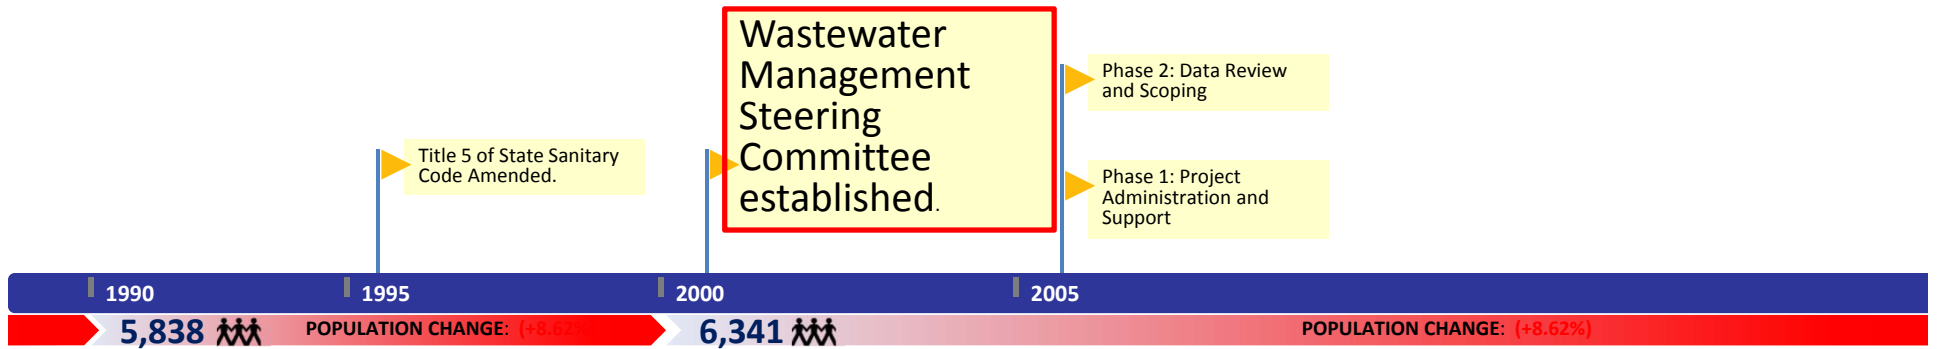 Wastewater
Management
Steering
Committee
established.
Phase 2: Data Review
and Scoping
Title 5 of State Sanitary
Code Amended.
Phase 1: Project
Administration and
Support
1990
1995
2000
2005
5,838
POPULATION CHANGE: (+8.62%)
6,341
POPULATION CHANGE: (+8.62%)